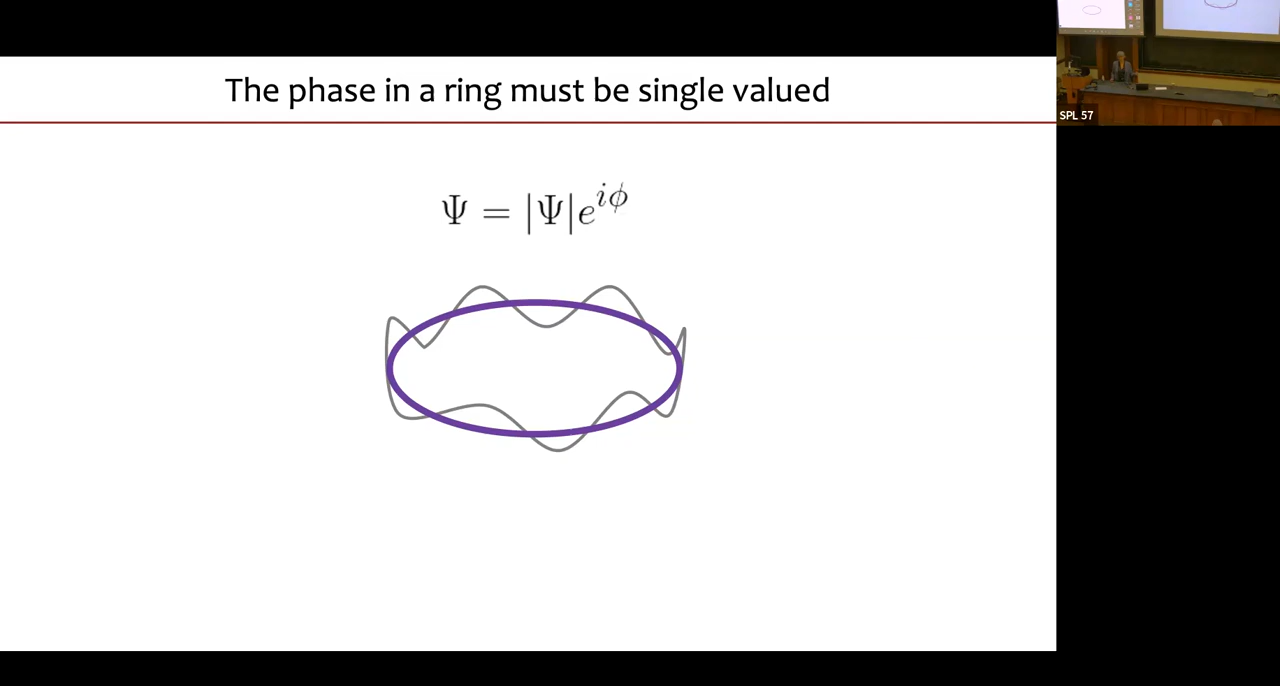 The phase in a ring must be single valued
Ψ = |Ψ|e^{iϕ}
SPL 57